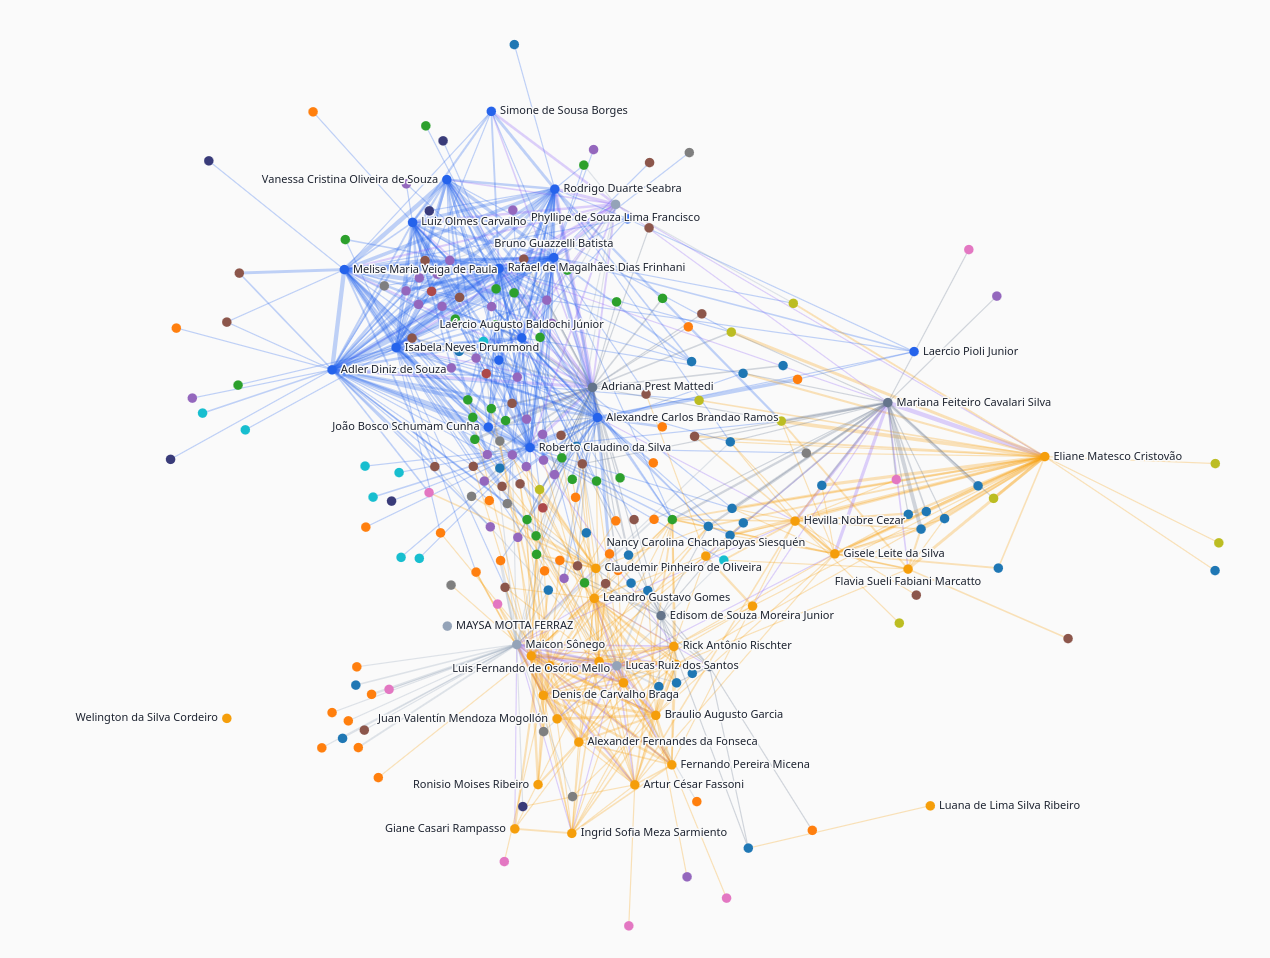 Simone de Sousa Borges
Vanessa Cristina Oliveira de Souza
Rodrigo Duarte Seabra
Luiz Olmes Carvalho
Phyllipe de Souza Lima Francisco
Bruno Guazzelli Batista
Melise Maria Veiga de Paula
Rafael de Magalhães Dias Frinhani
Laércio Augusto Baldochi Júnior
Isabela Neves Drummond
Laercio Pioli Junior
Adler Diniz de Souza
Adriana Prest Mattedi
Mariana Feiteiro Cavalari Silva
Alexandre Carlos Brandao Ramos
João Bosco Schumam Cunha
Roberto Claudino da Silva
Eliane Matesco Cristovão
Hevilla Nobre Cezar
Nancy Carolina Chachapoyas Siesquén
Gisele Leite da Silva
Claudemir Pinheiro de Oliveira
Flavia Sueli Fabiani Marcatto
Leandro Gustavo Gomes
Edisom de Souza Moreira Junior
MAYSA MOTTA FERRAZ
Maicon Sônego
Rick Antônio Rischter
Luis Fernando de Osório Mello
Lucas Ruiz dos Santos
Denis de Carvalho Braga
Welington da Silva Cordeiro
Juan Valentín Mendoza Mogollón
Braulio Augusto Garcia
Alexander Fernandes da Fonseca
Fernando Pereira Micena
Ronisio Moises Ribeiro
Artur César Fassoni
Luana de Lima Silva Ribeiro
Giane Casari Rampasso
Ingrid Sofia Meza Sarmiento